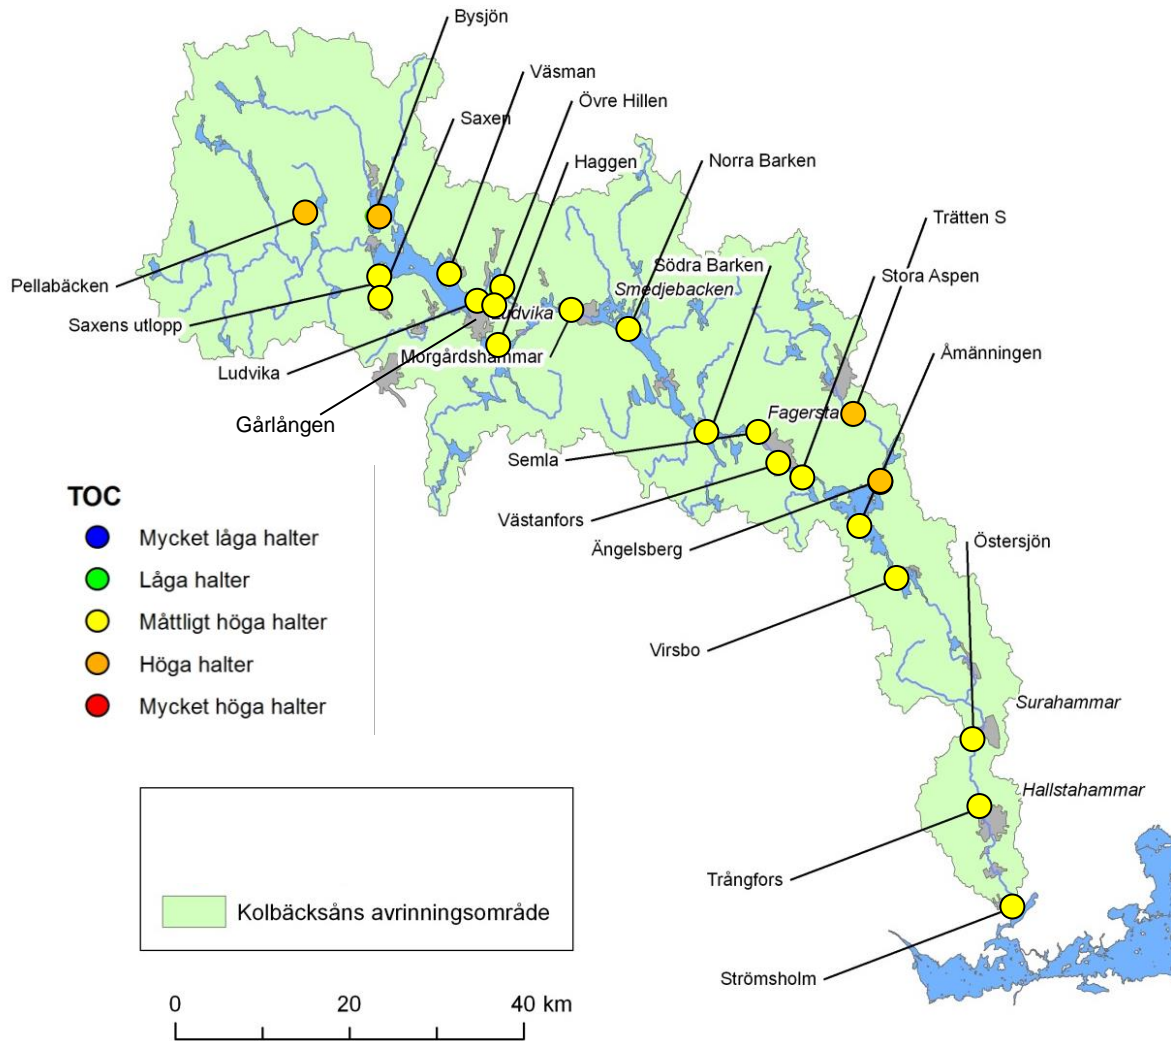 Bysjön
Väsman
Övre Hillen
Saxen
Haggen
Norra Barken
Trätten S
Södra Barken
Stora Aspen
Pellabäcken
Smedjebacken
Saxens utlopp
Ludvika
Åmänningen
Morgårdshammar
Ludvika
Gårlången
Fagersta
Semla
Västanfors
Ängelsberg
Östersjön
TOC
Mycket låga halter
Låga halter
Måttligt höga halter
Höga halter
Mycket höga halter
Virsbo
Surahammar
Hallstahammar
Trångfors
Kolbäcksåns avrinningsområde
Strömsholm
0 20 40 km